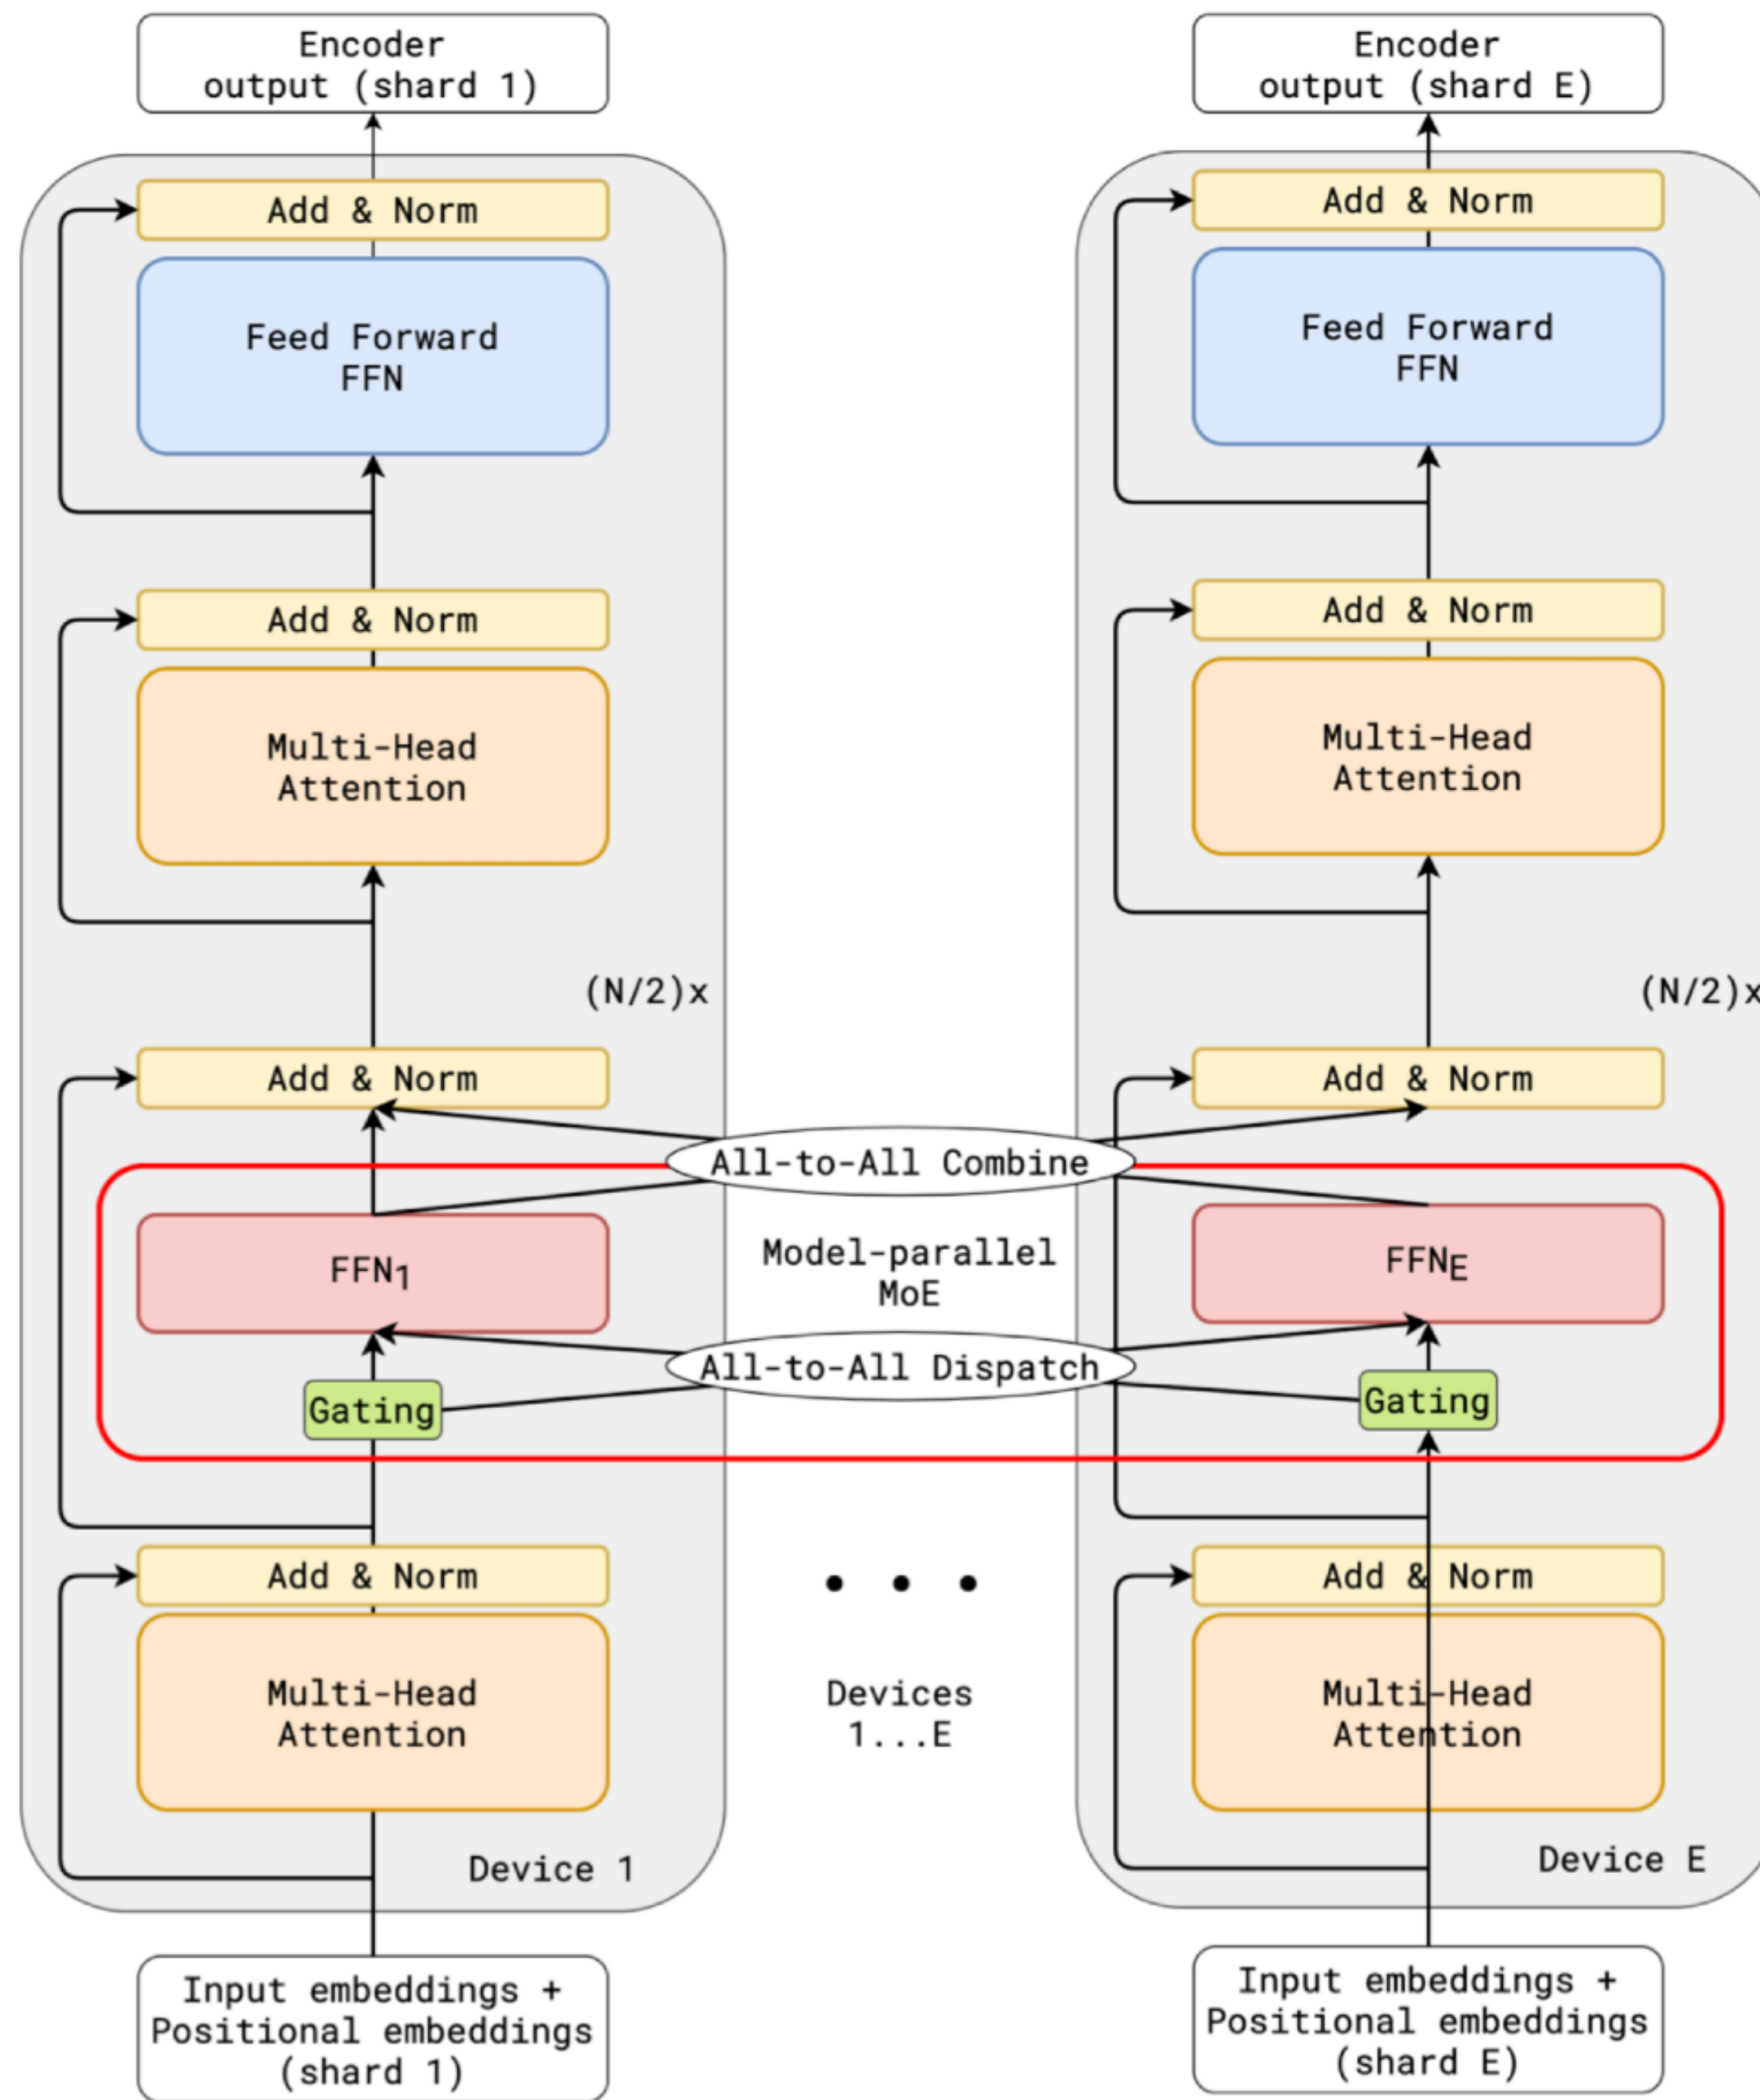 Encoder
output (shard 1)
Add & Norm
Feed Forward
FFN
Add & Norm
Multi-Head
Attention
(N/2)x
Add & Norm
FFN1
Gating
Add & Norm
Multi-Head
Attention
Device 1
Input embeddings +
Positional embeddings
(shard 1)
All-to-All Combine
Model-parallel
MoE
All-to-All Dispatch
Devices
1...E
Encoder
output (shard E)
Add & Norm
Feed Forward
FFN
Add & Norm
Multi-Head
Attention
(N/2)x
Add & Norm
FFNE
Gating
Add & Norm
Multi-Head
Attention
Device E
Input embeddings +
Positional embeddings
(shard E)